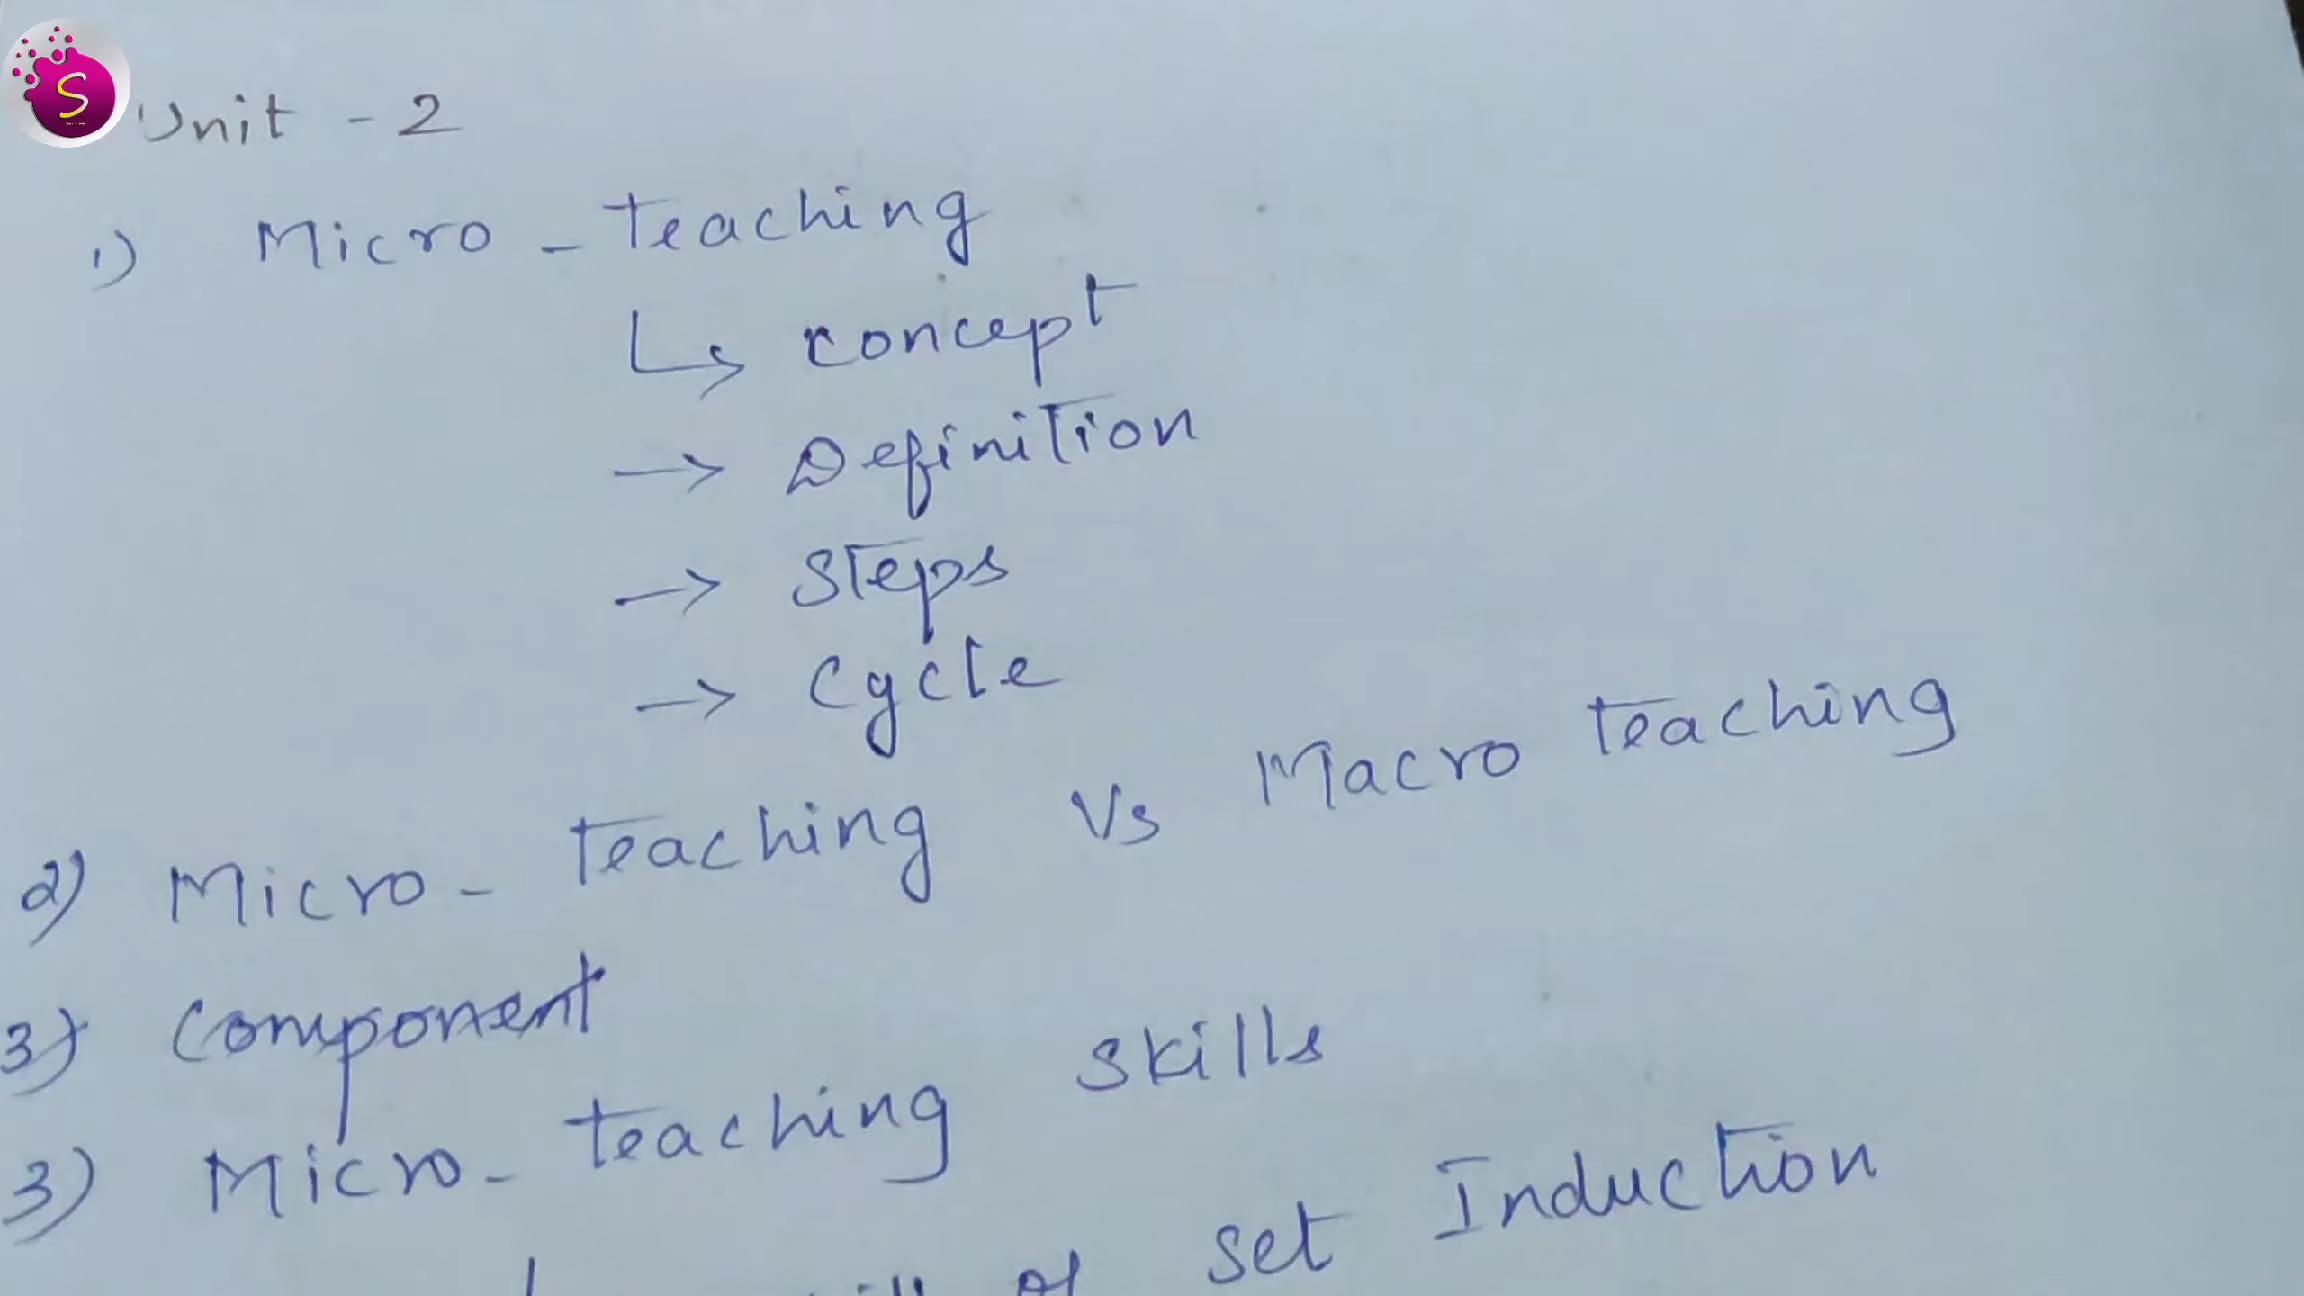 S
Unit - 2
1) Micro - Teaching
↳ concept
→ Definition
→ Steps
→ Cycle
2) Micro - Teaching Vs Macro Teaching
3) Component
3) Micro - Teaching skills
of set Induction